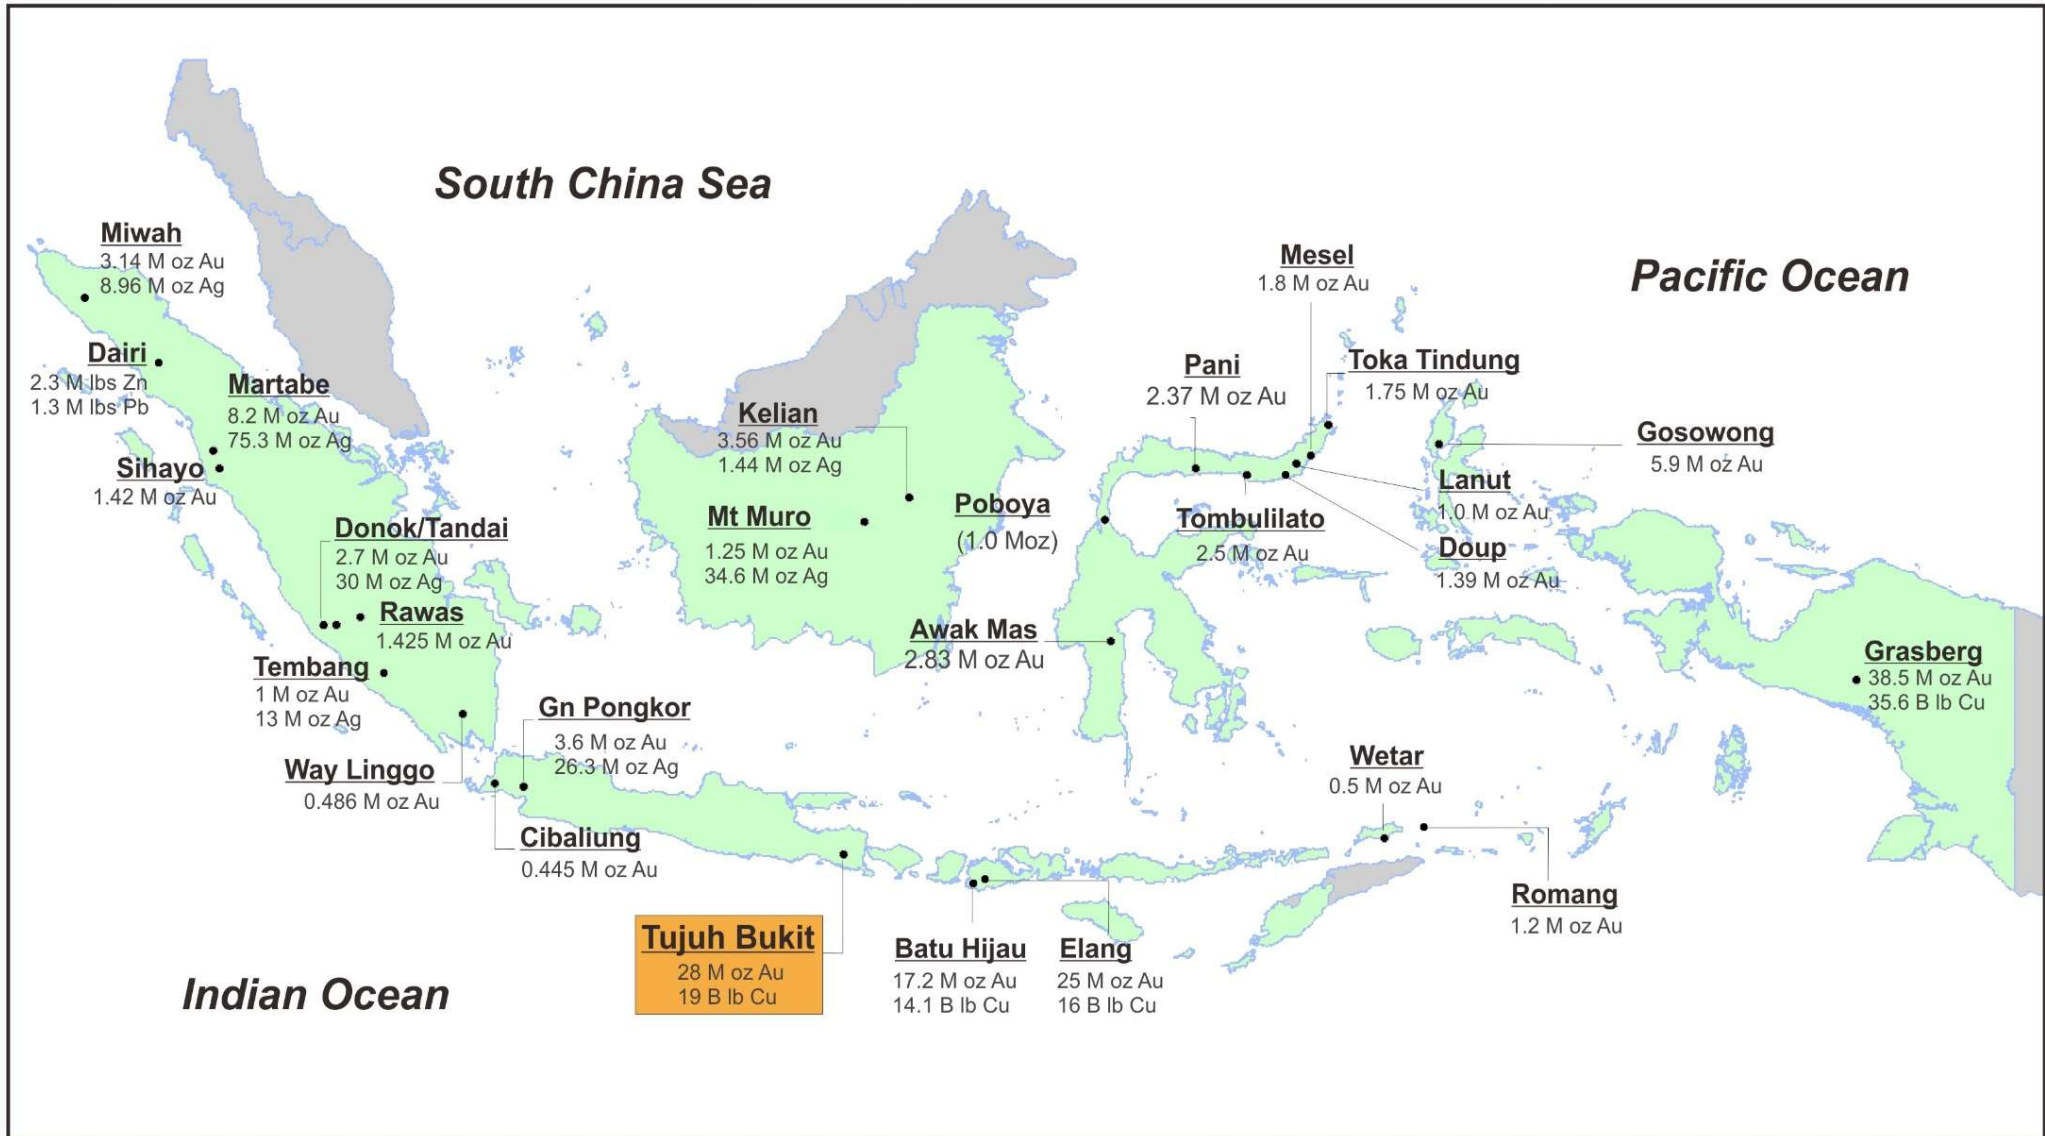 South China Sea
Pacific Ocean
Indian Ocean
Miwah
3.14 M oz Au
8.96 M oz Ag
Dairi
2.3 M lbs Zn
1.3 M lbs Pb
Martabe
8.2 M oz Au
75.3 M oz Ag
Sihayo
1.42 M oz Au
Donok/Tandai
2.7 M oz Au
30 M oz Ag
Rawas
1.425 M oz Au
Tembang
1 M oz Au
13 M oz Ag
Way Linggo
0.486 M oz Au
Gn Pongkor
3.6 M oz Au
26.3 M oz Ag
Cibaliung
0.445 M oz Au
Tujuh Bukit
28 M oz Au
19 B lb Cu
Batu Hijau
17.2 M oz Au
14.1 B lb Cu
Elang
25 M oz Au
16 B lb Cu
Kelian
3.56 M oz Au
1.44 M oz Ag
Mt Muro
1.25 M oz Au
34.6 M oz Ag
Poboya
(1.0 Moz)
Awak Mas
2.83 M oz Au
Pani
2.37 M oz Au
Mesel
1.8 M oz Au
Toka Tindung
1.75 M oz Au
Tombulilato
2.5 M oz Au
Lanut
1.0 M oz Au
Doup
1.39 M oz Au
Gosowong
5.9 M oz Au
Wetar
0.5 M oz Au
Romang
1.2 M oz Au
Grasberg
38.5 M oz Au
35.6 B lb Cu